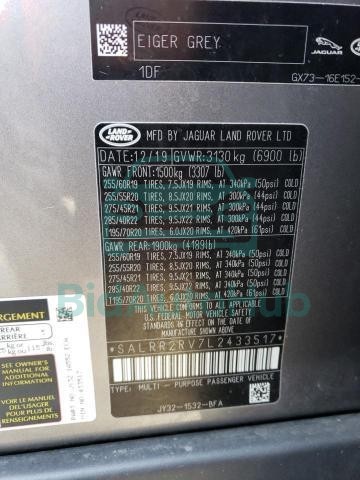 EIGER GREY
1DF
JAGUAR
GX73-16E152-
LAND ROVER
MFD BY JAGUAR LAND ROVER LTD
DATE:12/19 GVWR:3130kg (6900 lb)
GAWR FRONT:1500kg (3307 lb)
255/60R19 TIRES, 7.5JX19 RIMS, AT 340kPa (50psi) COLD
255/55R20 TIRES, 8.5JX20 RIMS, AT 300kPa (44psi) COLD
275/45R21 TIRES, 9.5JX21 RIMS, AT 300kPa (44psi) COLD
285/40R22 TIRES, 9.5JX22 RIMS, AT 300kPa (44psi) COLD
T195/70R20 TIRES, 6.0JX20 RIMS, AT 420kPa (61psi) COLD
GAWR REAR:1900kg (4189lb)
255/60R19 TIRES, 7.5JX19 RIMS, AT 340kPa (50psi) COLD
255/55R20 TIRES, 8.5JX20 RIMS, AT 340kPa (50psi) COLD
275/45R21 TIRES, 9.5JX21 RIMS, AT 340kPa (50psi) COLD
285/40R22 TIRES, 9.5JX22 RIMS, AT 340kPa (50psi) COLD
T195/70R20 TIRES, 6.0JX20 RIMS, AT 420kPa (61psi) COLD
THIS VEHICLE CONFORMS TO ALL APPLICABLE
U.S. FEDERAL MOTOR VEHICLE SAFETY
STANDARDS IN EFFECT ON THE DATE OF
MANUFACTURE SHOWN ABOVE
*SALRR2RV7L2433517*
TYPE: MULTI - PURPOSE PASSENGER VEHICLE
JY32-1532-BFA
ARGEMENT
REAR
ARRIÈRE
SEE OWNER'S
MANUAL FOR
ADDITIONAL
INFORMATION
VOIR LE MANUEL
DE L'USAGER
POUR PLUS DE